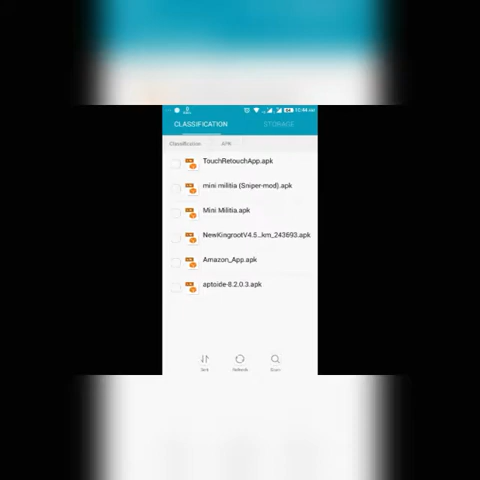 CLASSIFICATION STORAGE
Classification APK
TouchRetouchApp.apk
mini militia (Sniper-mod).apk
Mini Militia.apk
NewKingrootV4.5...km_243693.apk
Amazon_App.apk
aptoide-8.2.0.3.apk
Sort Refresh